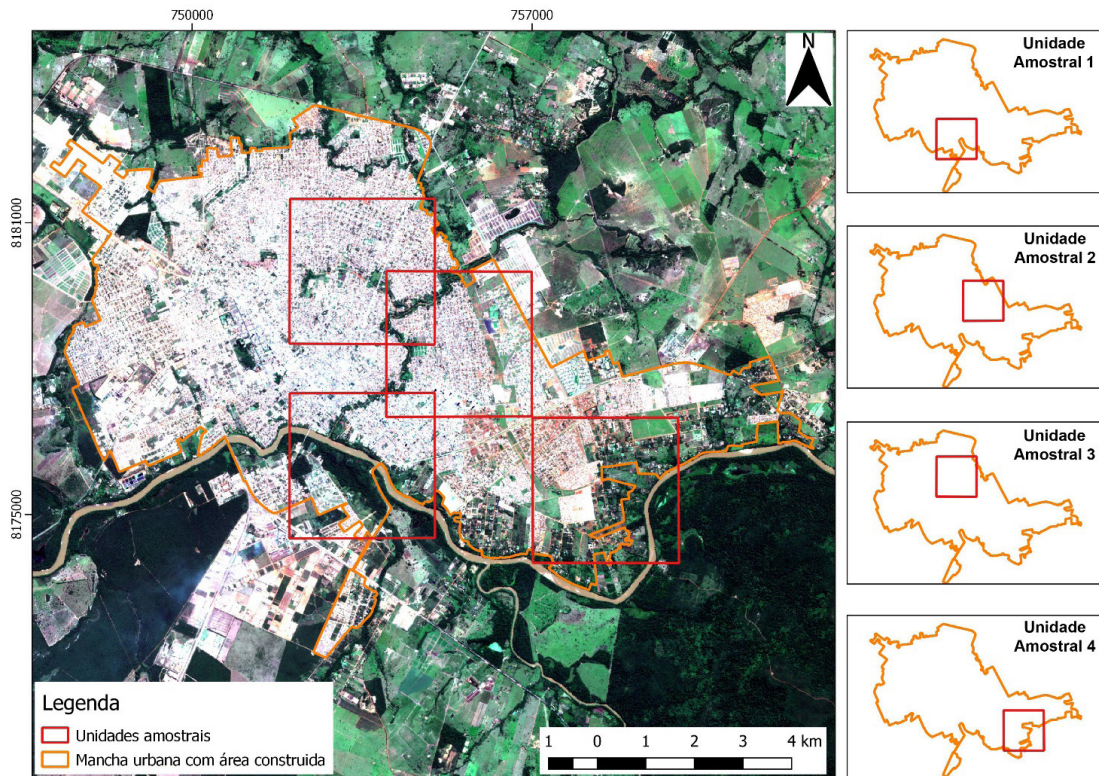 750000
757000
8181000
8175000
N
Legenda
Unidades amostrais
Mancha urbana com área construida
1 0 1 2 3 4 km
Unidade
Amostral 1
Unidade
Amostral 2
Unidade
Amostral 3
Unidade
Amostral 4